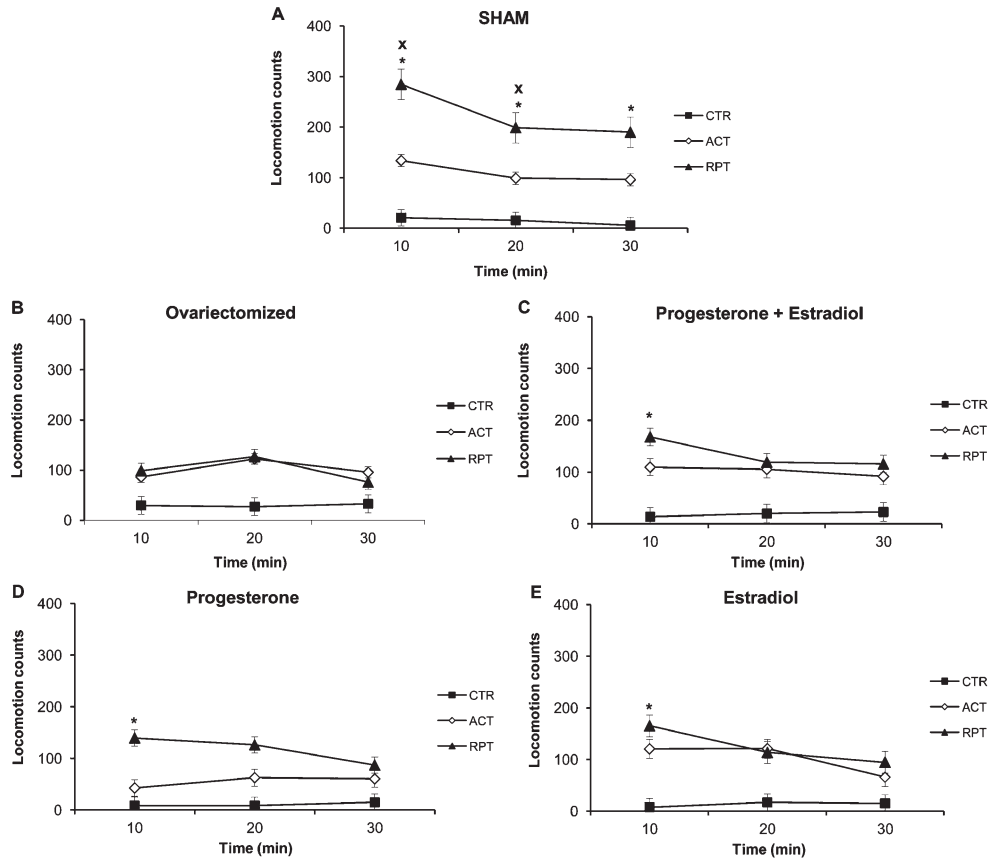 A
SHAM
Locomotion counts
400
300
200
100
0
x
*
x
*
*
10
20
30
Time (min)
CTR
ACT
RPT
B
Ovariectomized
Locomotion counts
400
300
200
100
0
10
20
30
Time (min)
CTR
ACT
RPT
C
Progesterone + Estradiol
Locomotion counts
400
300
200
100
0
*
10
20
30
Time (min)
CTR
ACT
RPT
D
Progesterone
Locomotion counts
400
300
200
100
0
*
10
20
30
Time (min)
CTR
ACT
RPT
E
Estradiol
Locomotion counts
400
300
200
100
0
*
10
20
30
Time (min)
CTR
ACT
RPT